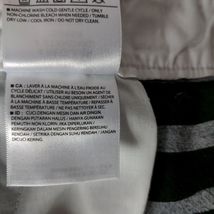 ■ MACHINE WASH COLD GENTLE CYCLE / ONLY
NON-CHLORINE BLEACH WHEN NEEDED / TUMBLE
DRY LOW / COOL IRON / DO NOT DRY CLEAN.
■ CA : LAVER À LA MACHINE À L'EAU FROIDE AU
CYCLE DÉLICAT / UTILISER AU BESOIN UN AGENT
DE BLANCHIMENT SANS CHLORE UNIQUEMENT /
SÉCHER À LA MACHINE À BASSE TEMPÉRATURE /
REPASSER À BASSE TEMPÉRATURE / NE PAS
NETTOYER À SEC.
■ ID : CUCI DENGAN MESIN DAN AIR DINGIN,
DENGAN PUTARAN HALUS / HANYA GUNAKAN
PEMUTIH NON KLORIN JIKA DIPERLUKAN /
KERINGKAN DALAM MESIN PENGERING BERSUHU
RENDAH / SETRIKA DENGAN SUHU RENDAH / JANGAN
DICUCI KERING.